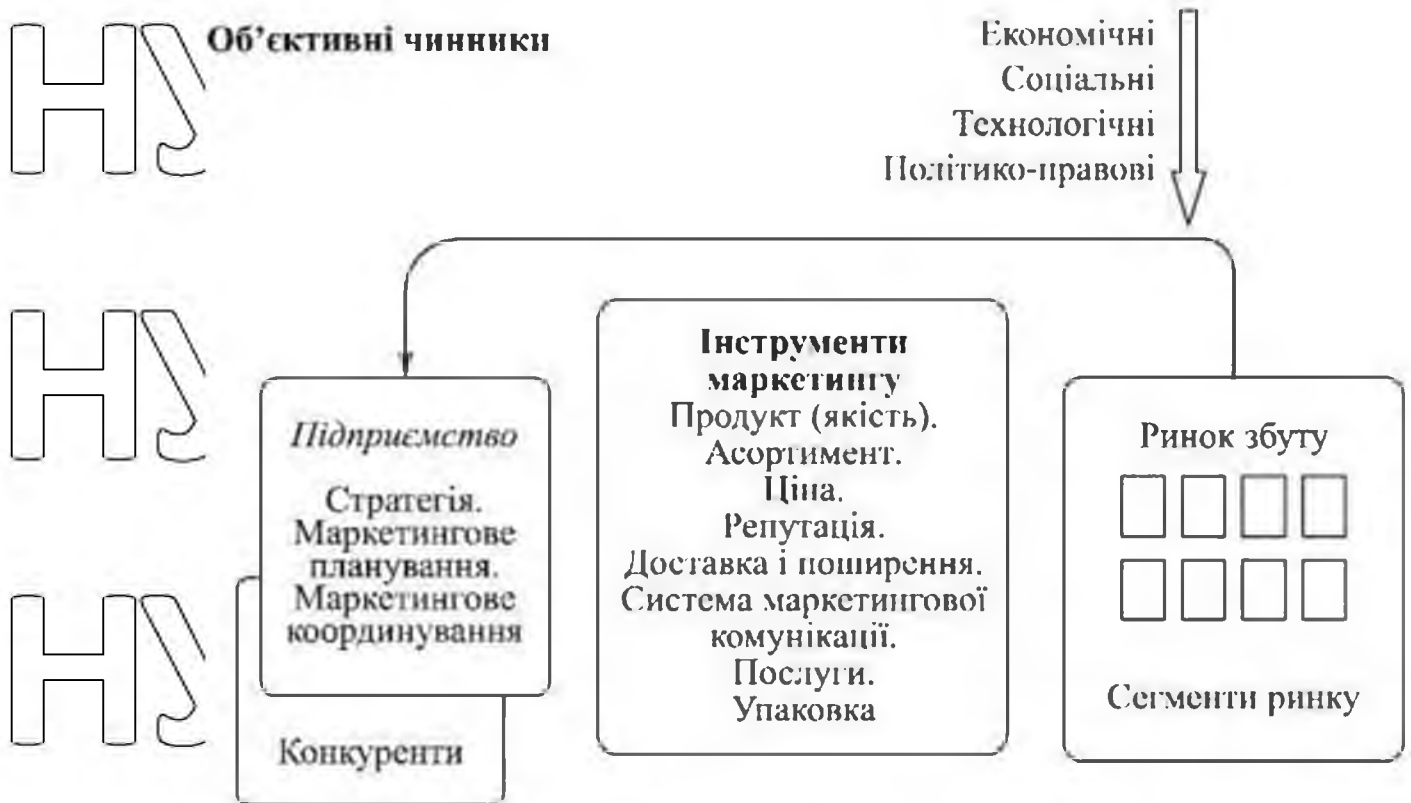 Об’єктивні чинники
Економічні
Соціальні
Технологічні
Політико-правові
Підприємство
Стратегія.
Маркетингове
планування.
Маркетингове
координування
Конкуренти
Інструменти
маркетингу
Продукт (якість).
Асортимент.
Ціна.
Репутація.
Доставка і поширення.
Система маркетингової
комунікації.
Послуги.
Упаковка
Ринок збуту
Сегменти ринку